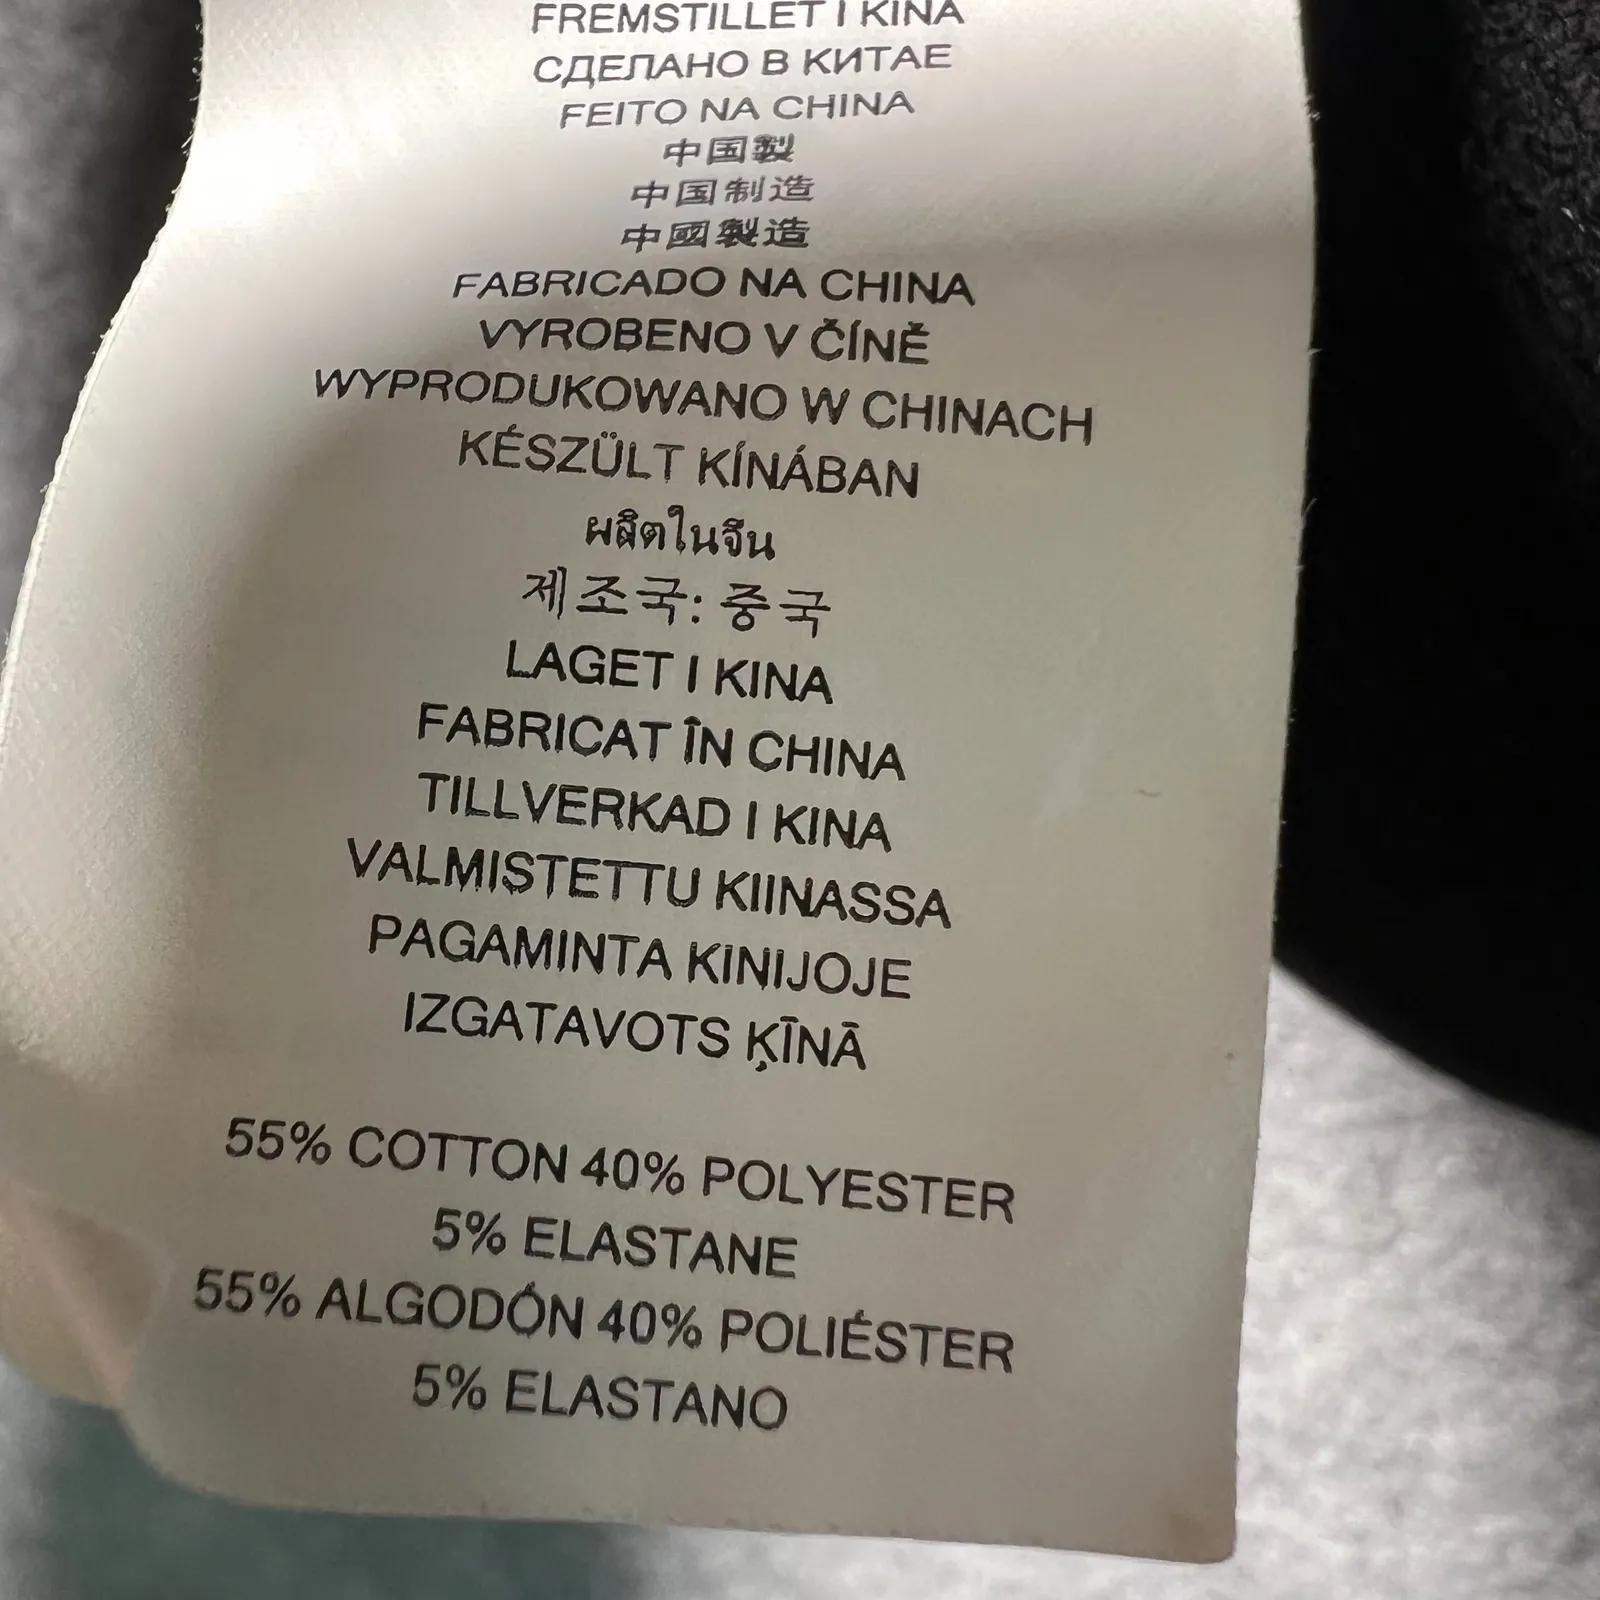 FREMSTILLET I KINA
СДЕЛАНО В КИТАЕ
FEITO NA CHINA
中国製
中国制造
中國製造
FABRICADO NA CHINA
VYROBENO V ČÍNĚ
WYPRODUKOWANO W CHINACH
KÉSZÜLT KÍNÁBAN
ผลิตในจีน
제조국: 중국
LAGET I KINA
FABRICAT ÎN CHINA
TILLVERKAD I KINA
VALMISTETTU KIINASSA
PAGAMINTA KINIJOJE
IZGATAVOTS ĶĪNĀ
55% COTTON 40% POLYESTER
5% ELASTANE
55% ALGODÓN 40% POLIÉSTER
5% ELASTANO